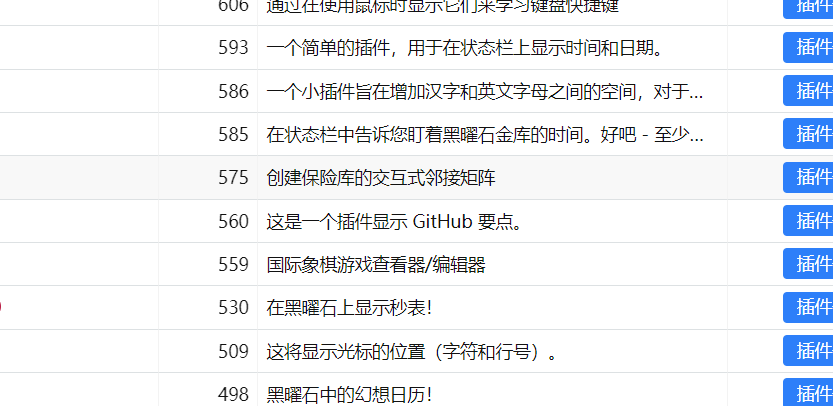 606 通过在使用鼠标时显示它们来学习键盘快捷键 插件
593 一个简单的插件，用于在状态栏上显示时间和日期。 插件
586 一个小插件旨在增加汉字和英文字母之间的空间，对于... 插件
585 在状态栏中告诉您盯着黑曜石金库的时间。好吧 - 至少... 插件
575 创建保险库的交互式邻接矩阵 插件
560 这是一个插件显示 GitHub 要点。 插件
559 国际象棋游戏查看器/编辑器 插件
530 在黑曜石上显示秒表！ 插件
509 这将显示光标的位置（字符和行号）。 插件
498 黑曜石中的幻想日历！ 插件